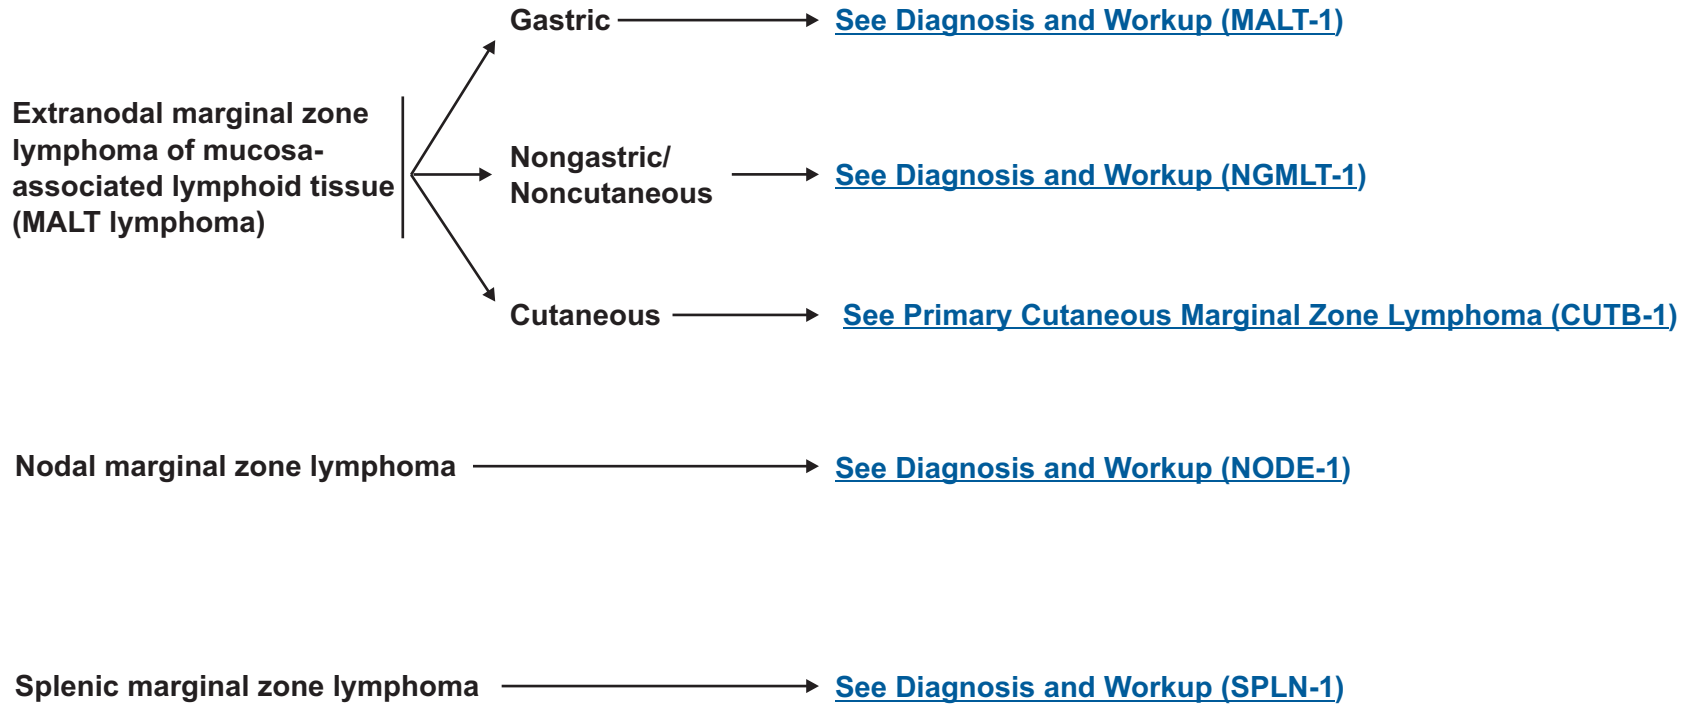 Gastric
See Diagnosis and Workup (MALT-1)
Extranodal marginal zone
lymphoma of mucosa-
associated lymphoid tissue
(MALT lymphoma)
Nongastric/
Noncutaneous
See Diagnosis and Workup (NGMLT-1)
Cutaneous
See Primary Cutaneous Marginal Zone Lymphoma (CUTB-1)
Nodal marginal zone lymphoma
See Diagnosis and Workup (NODE-1)
Splenic marginal zone lymphoma
See Diagnosis and Workup (SPLN-1)